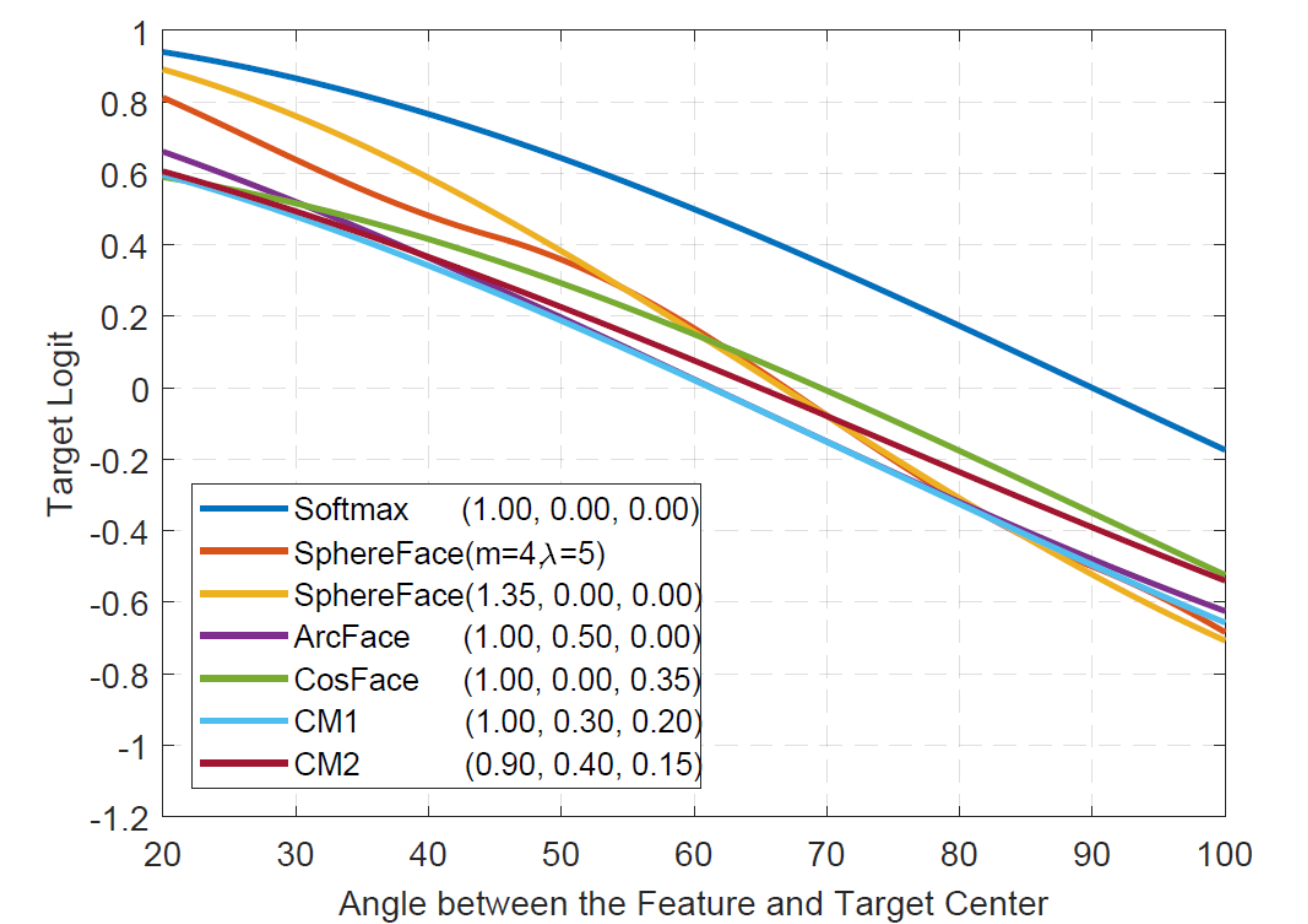 1
0.8
0.6
0.4
0.2
0
-0.2
-0.4
-0.6
-0.8
-1
-1.2
Target Logit
Softmax (1.00, 0.00, 0.00)
SphereFace(m=4λ=5)
SphereFace(1.35, 0.00, 0.00)
ArcFace (1.00, 0.50, 0.00)
CosFace (1.00, 0.00, 0.35)
CM1 (1.00, 0.30, 0.20)
CM2 (0.90, 0.40, 0.15)
20 30 40 50 60 70 80 90 100
Angle between the Feature and Target Center